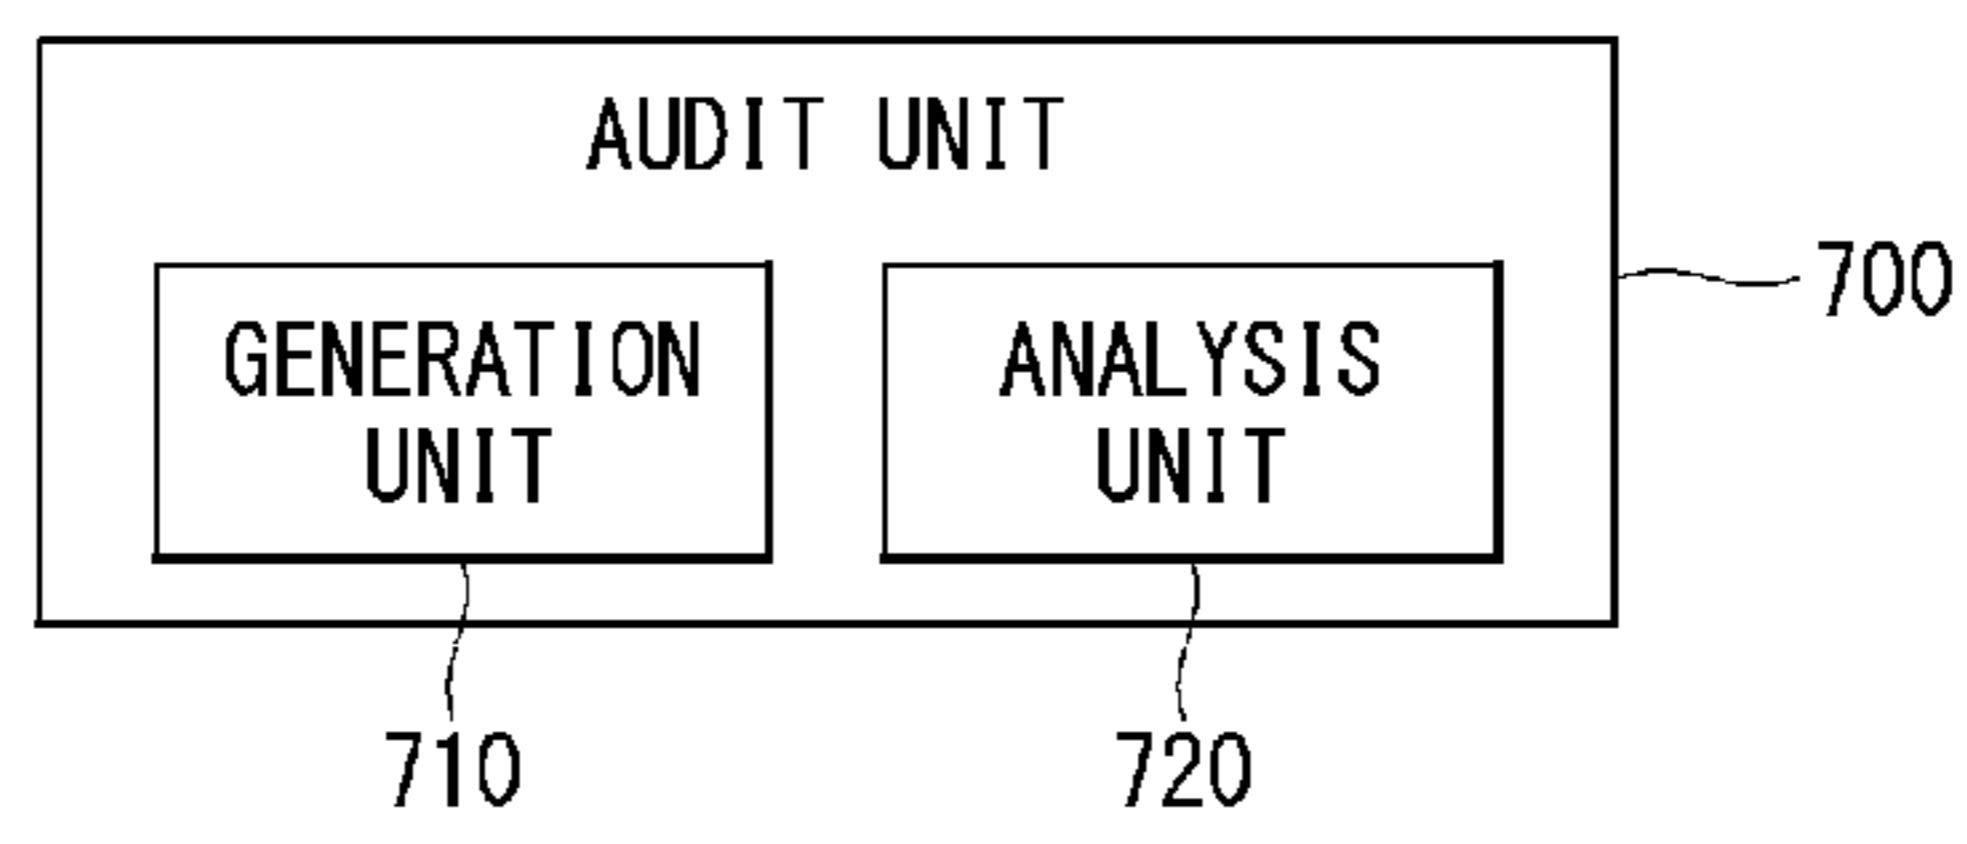 AUDIT UNIT
700
GENERATION
UNIT
ANALYSIS
UNIT
710
720